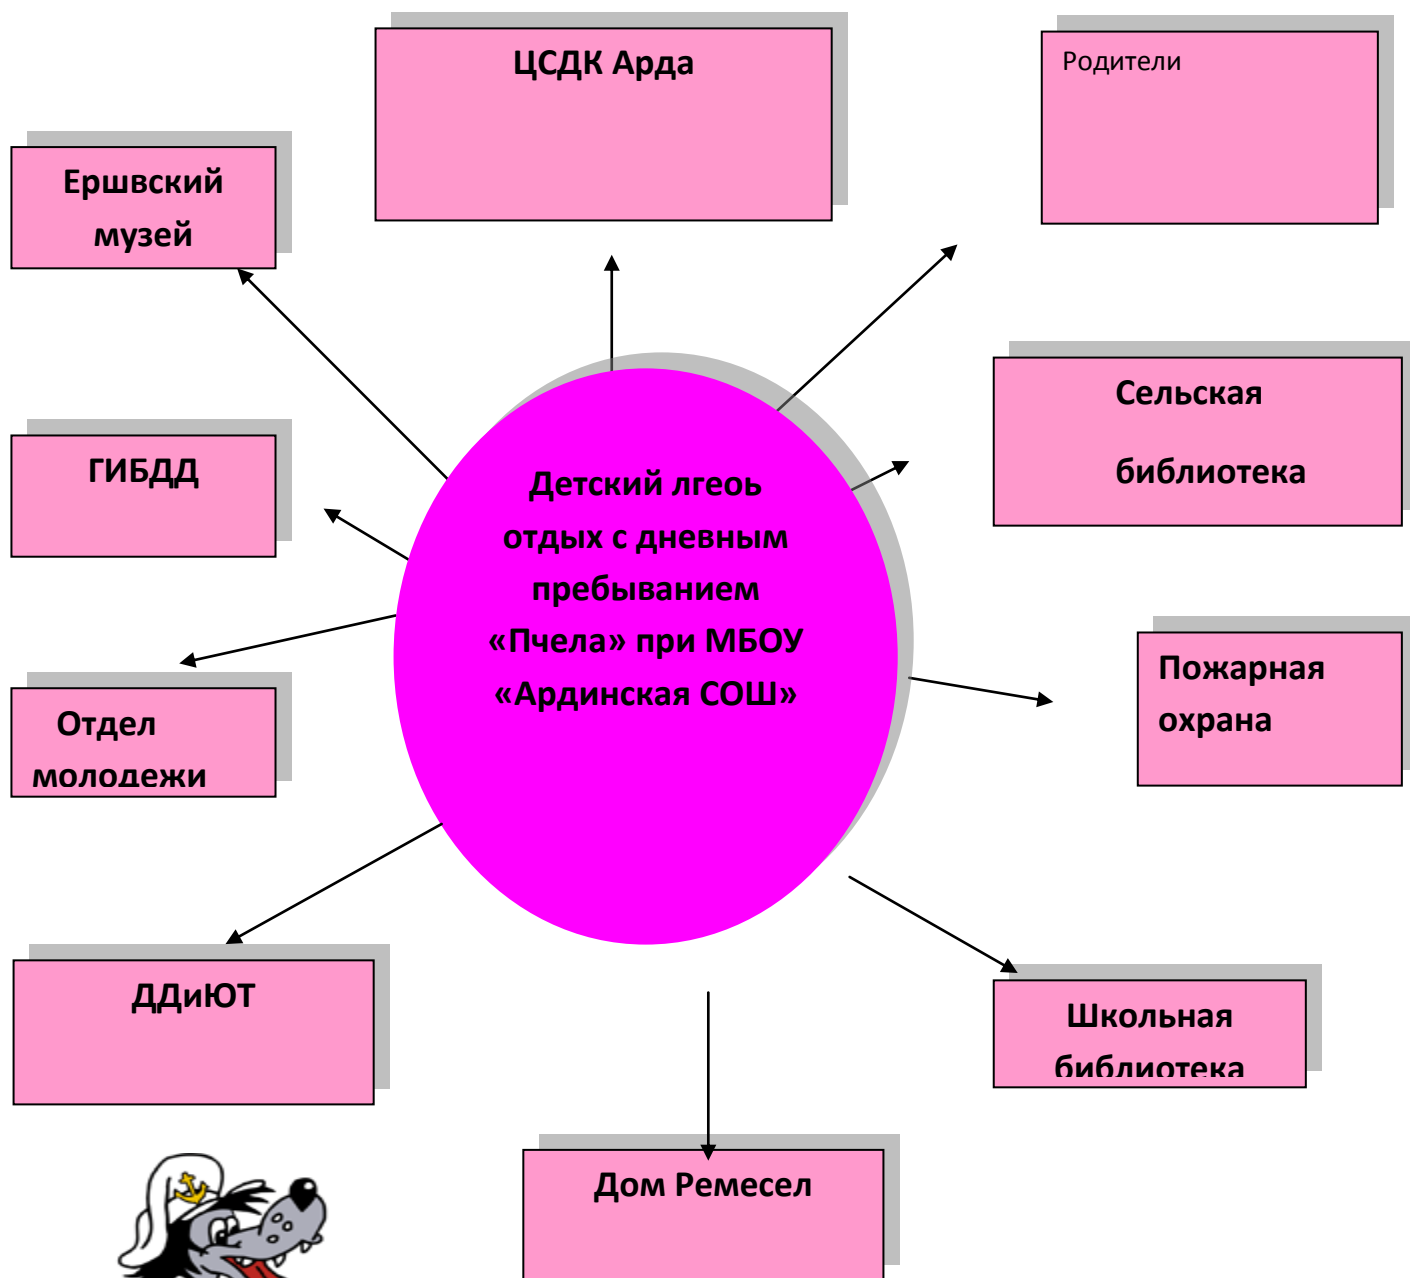 ЦСДК Арда
Родители
Ершвский
музей
Сельская
библиотека
ГИБДД
Детский лгеоь
отдых с дневным
пребыванием
«Пчела» при МБОУ
«Ардинская СОШ»
Пожарная
охрана
Отдел
молодежи
ДДиЮТ
Школьная
библиотека
Дом Ремесел